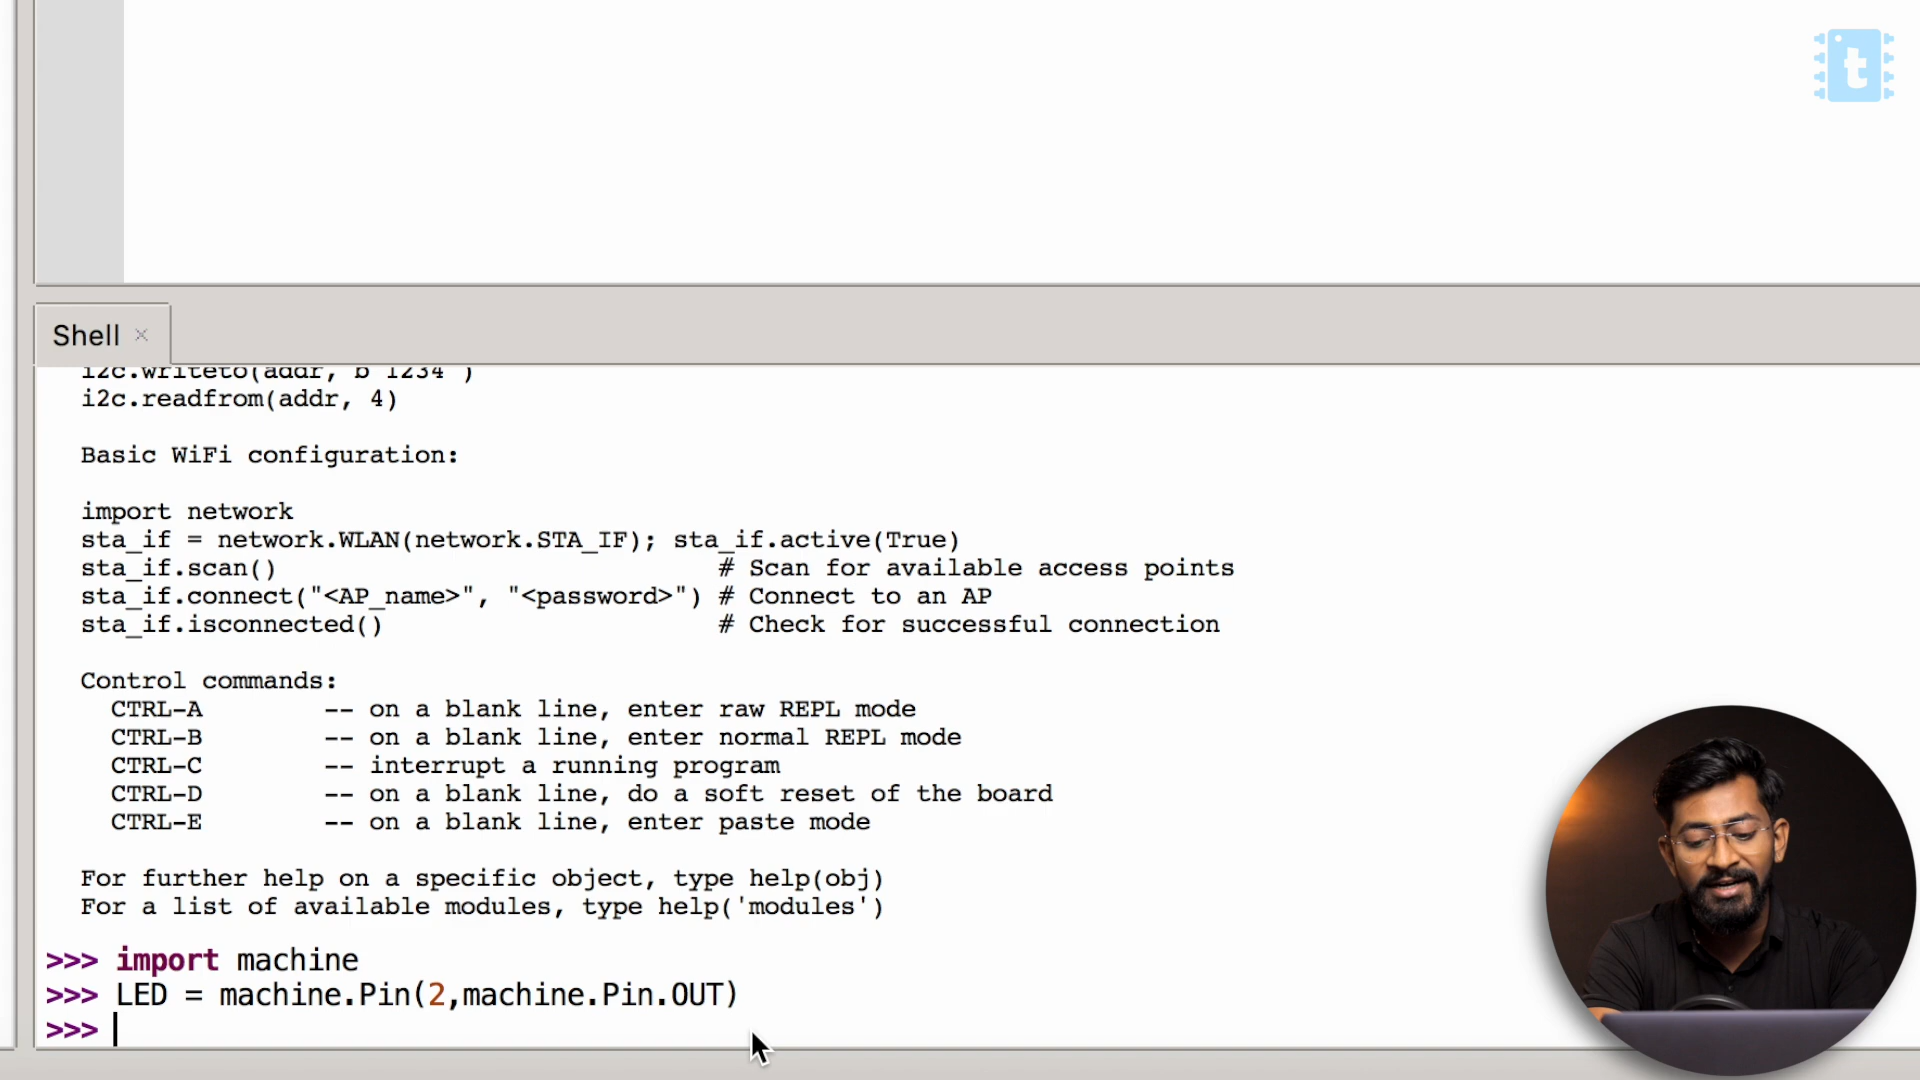 t
Shell
i2c.writeto(addr, b'1234')
i2c.readfrom(addr, 4)
Basic WiFi configuration:
import network
sta_if = network.WLAN(network.STA_IF); sta_if.active(True)
sta_if.scan()                             # Scan for available access points
sta_if.connect("<AP_name>", "<password>") # Connect to an AP
sta_if.isconnected()                      # Check for successful connection
Control commands:
CTRL-A        -- on a blank line, enter raw REPL mode
CTRL-B        -- on a blank line, enter normal REPL mode
CTRL-C        -- interrupt a running program
CTRL-D        -- on a blank line, do a soft reset of the board
CTRL-E        -- on a blank line, enter paste mode
For further help on a specific object, type help(obj)
For a list of available modules, type help('modules')
>>> import machine
>>> LED = machine.Pin(2,machine.Pin.OUT)
>>>